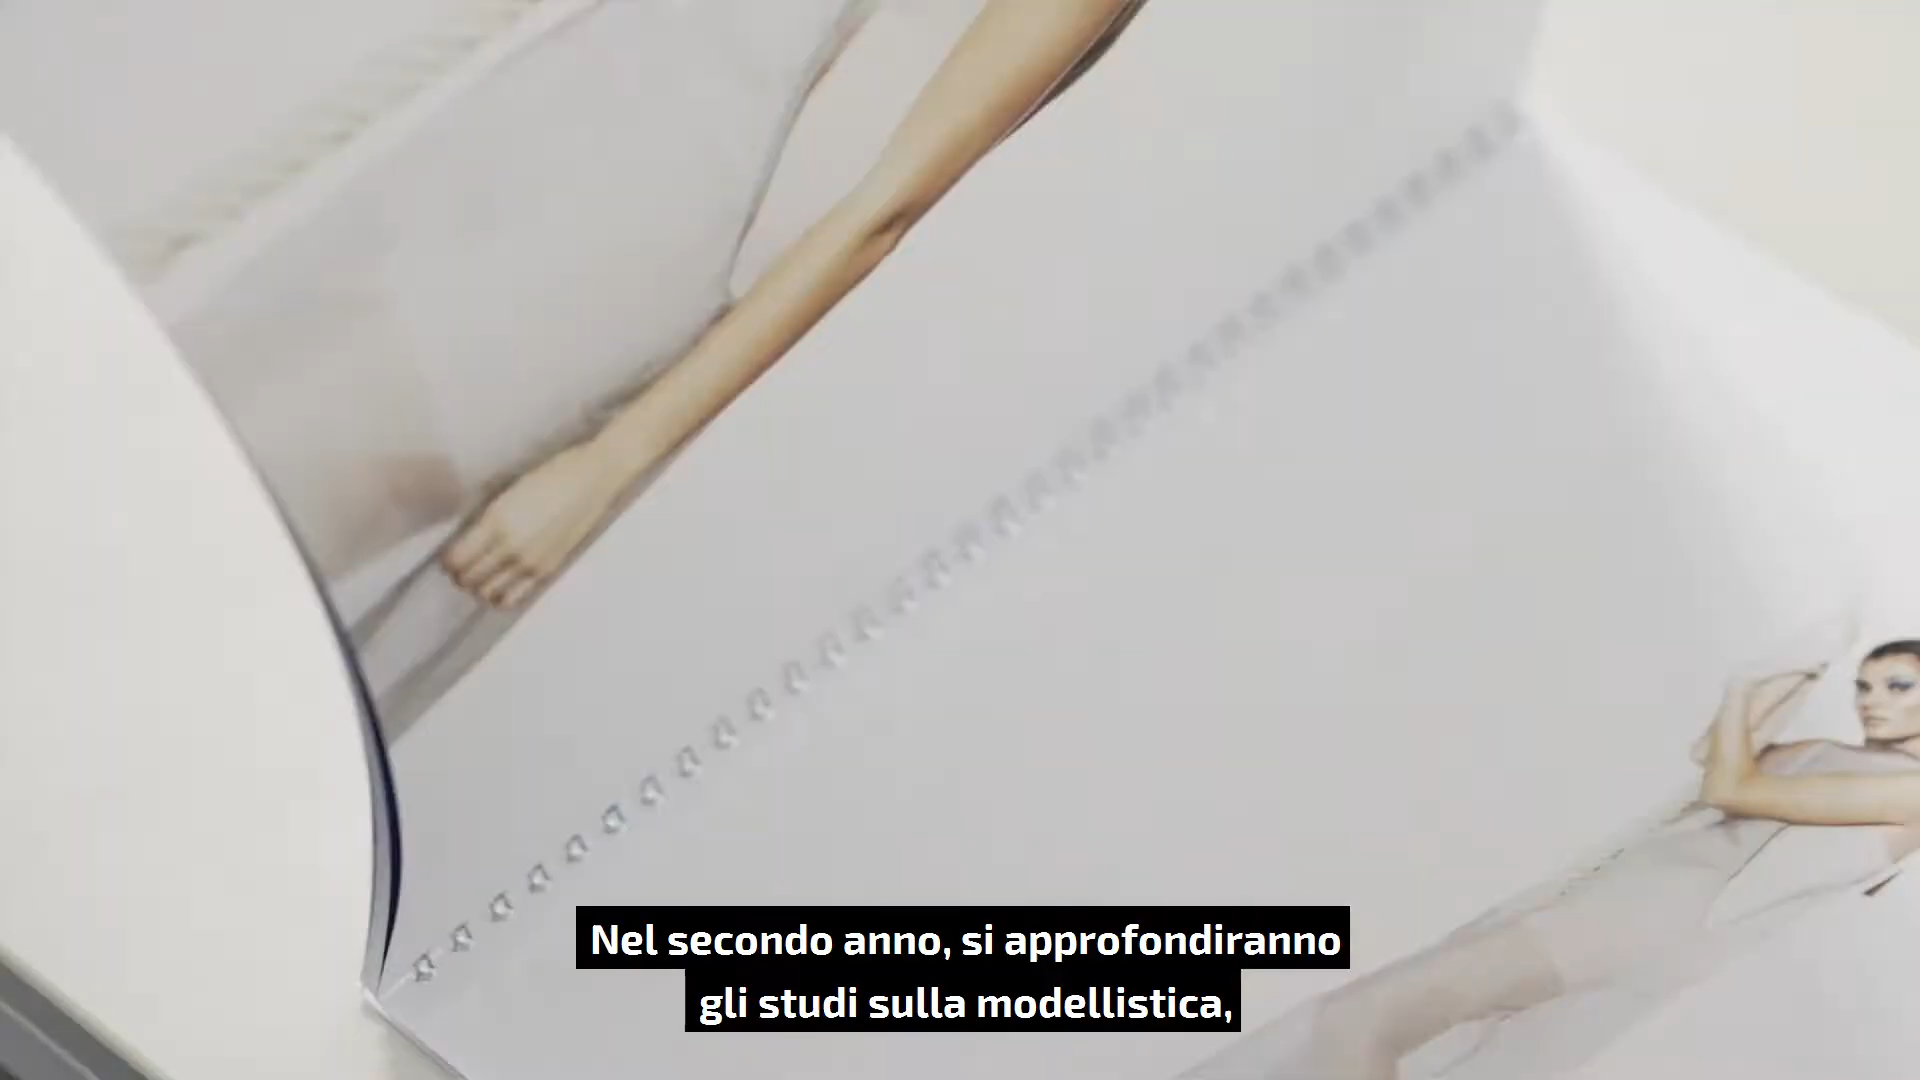 Nel secondo anno, si approfondiranno
gli studi sulla modellistica,